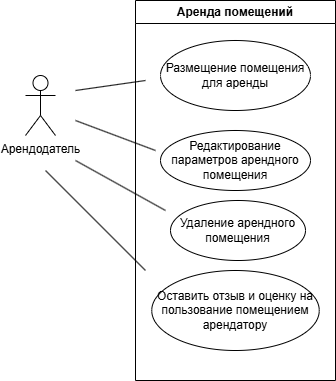 Аренда помещений
Размещение помещения
для аренды
Арендодатель
Редактирование
параметров арендного
помещения
Удаление арендного
помещения
Оставить отзыв и оценку на
пользование помещением
арендатору